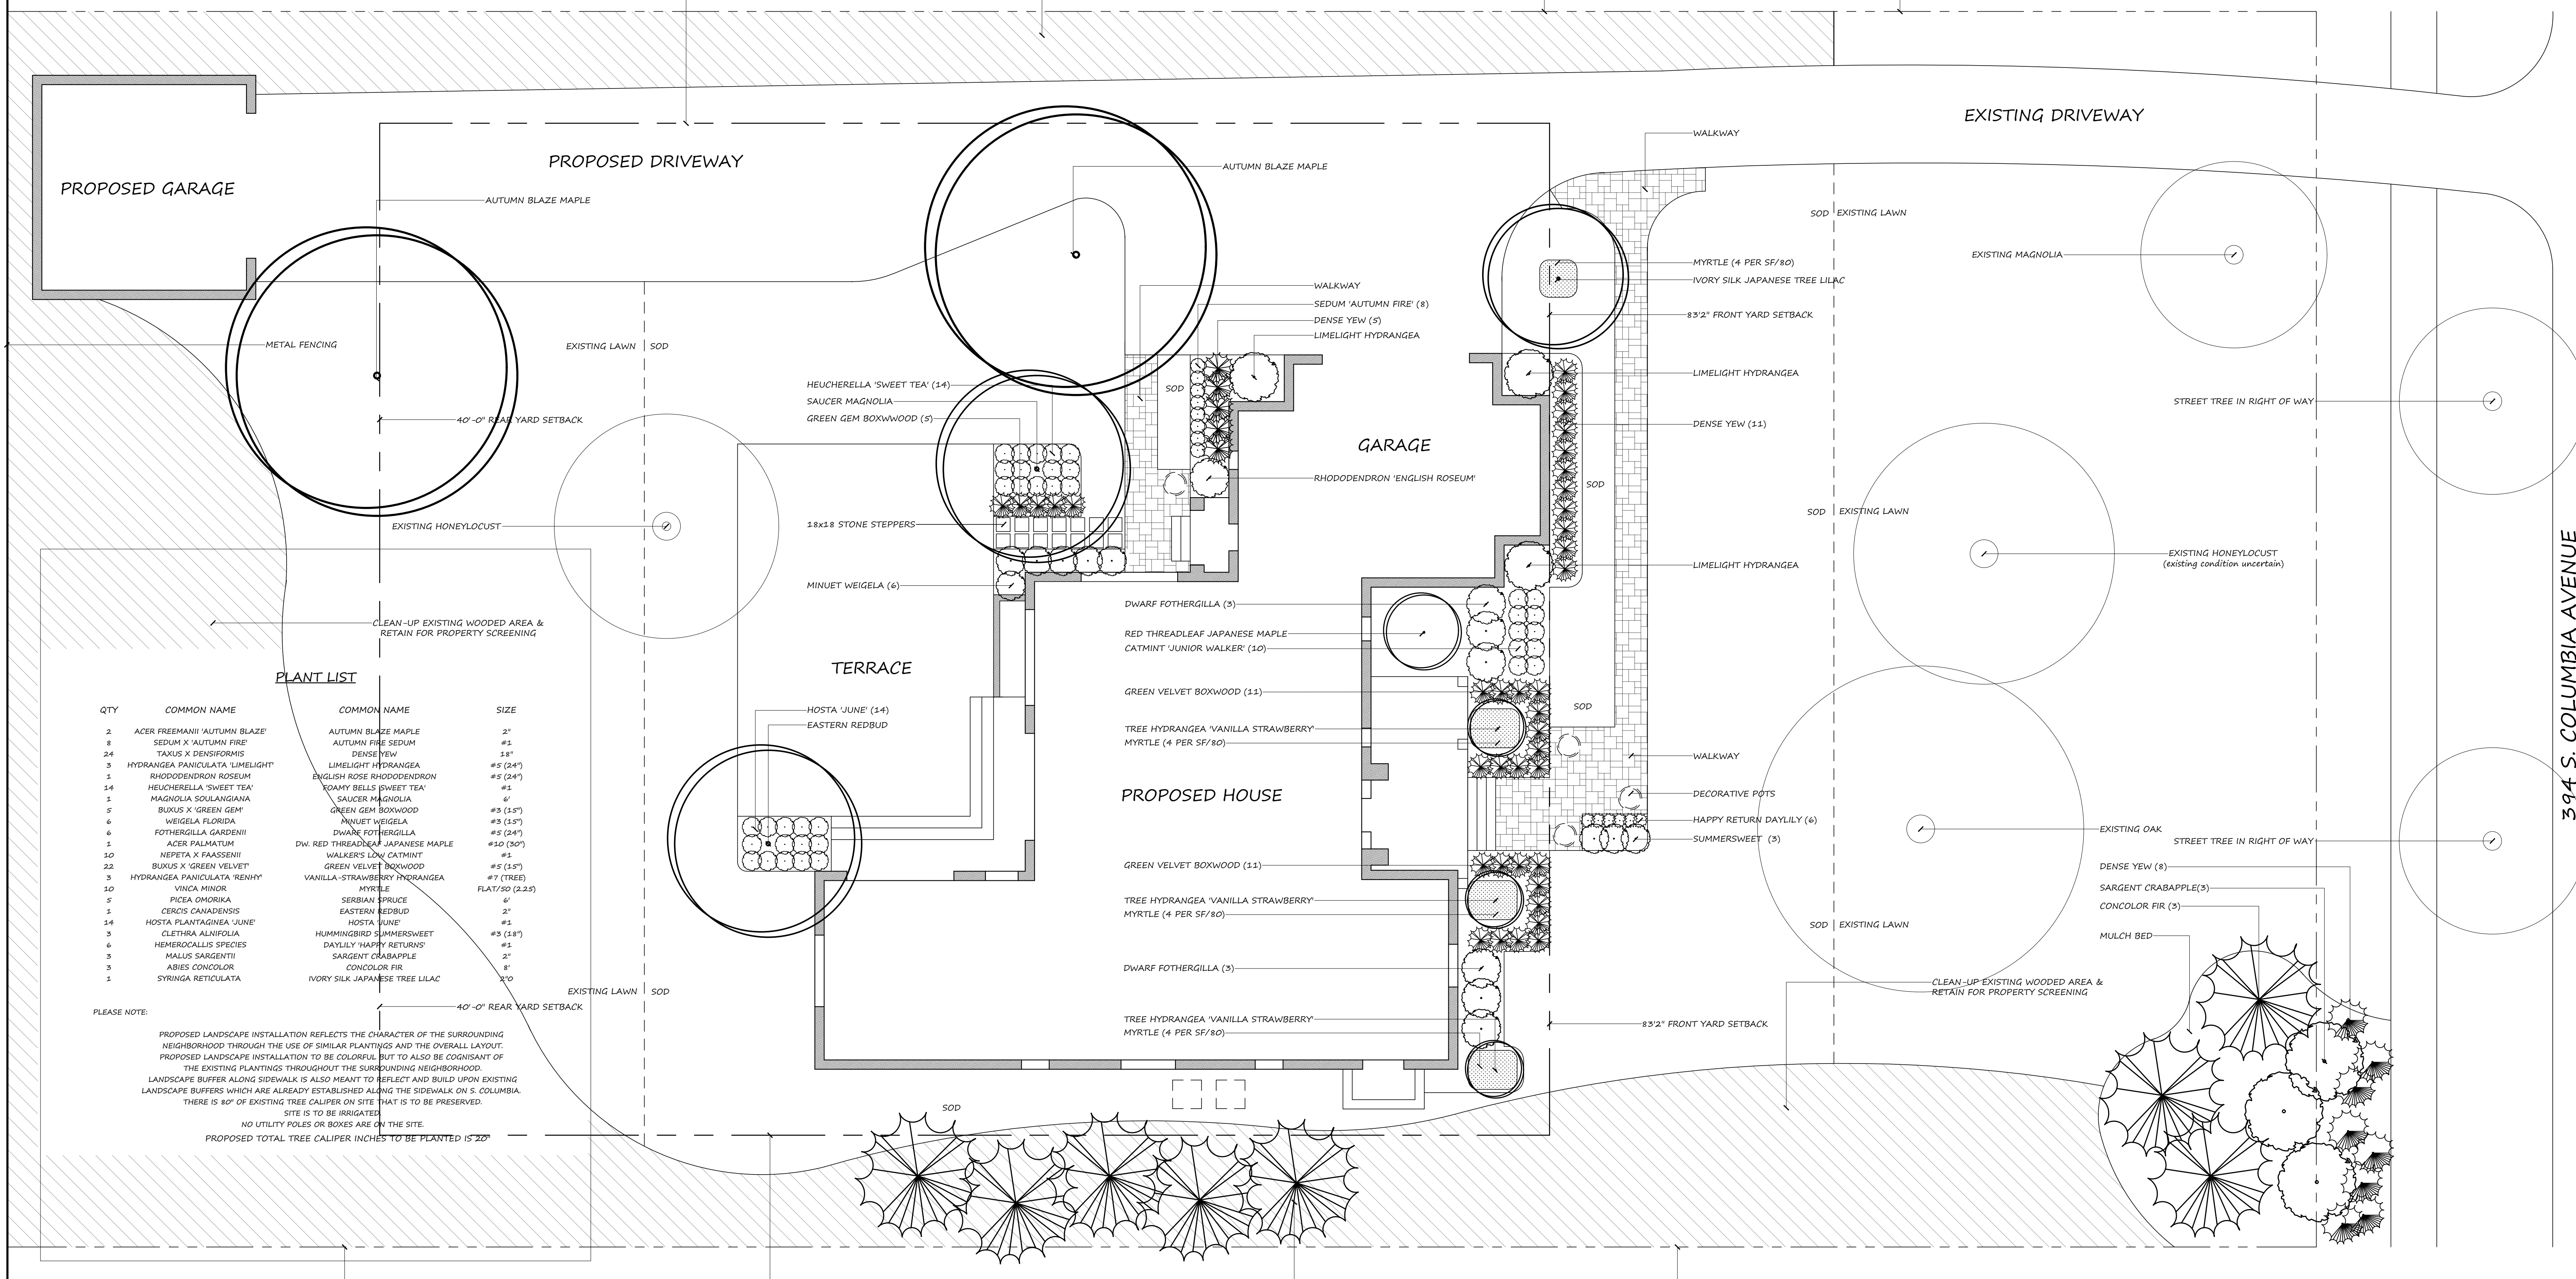 PROPOSED GARAGE
PROPOSED DRIVEWAY
EXISTING DRIVEWAY
AUTUMN BLAZE MAPLE
AUTUMN BLAZE MAPLE
METAL FENCING
40'-0" REAR YARD SETBACK
EXISTING LAWN
SOD
EXISTING HONEYLOCUST
CLEAN-UP EXISTING WOODED AREA &
RETAIN FOR PROPERTY SCREENING
HEUCHERELLA 'SWEET TEA' (14)
SAUCER MAGNOLIA
GREEN GEM BOXWWOOD (5)
18x18 STONE STEPPERS
MINUET WEIGELA (6)
TERRACE
HOSTA 'JUNE' (14)
EASTERN REDBUD
WALKWAY
SEDUM 'AUTUMN FIRE' (8)
DENSE YEW (5)
LIMELIGHT HYDRANGEA
SOD
GARAGE
RHODODENDRON 'ENGLISH ROSEUM'
DWARF FOTHERGILLA (3)
RED THREADLEAF JAPANESE MAPLE
CATMINT 'JUNIOR WALKER' (10)
GREEN VELVET BOXWOOD (11)
TREE HYDRANGEA 'VANILLA STRAWBERRY'
MYRTLE (4 PER SF/80)
PROPOSED HOUSE
GREEN VELVET BOXWOOD (11)
TREE HYDRANGEA 'VANILLA STRAWBERRY'
MYRTLE (4 PER SF/80)
DWARF FOTHERGILLA (3)
TREE HYDRANGEA 'VANILLA STRAWBERRY'
MYRTLE (4 PER SF/80)
SOD
WALKWAY
MYRTLE (4 PER SF/80)
IVORY SILK JAPANESE TREE LILAC
83'2" FRONT YARD SETBACK
LIMELIGHT HYDRANGEA
DENSE YEW (11)
SOD
LIMELIGHT HYDRANGEA
SOD
WALKWAY
DECORATIVE POTS
HAPPY RETURN DAYLILY (6)
SUMMERSWEET (3)
83'2" FRONT YARD SETBACK
SOD
EXISTING LAWN
SOD
EXISTING LAWN
SOD
EXISTING LAWN
EXISTING MAGNOLIA
STREET TREE IN RIGHT OF WAY
EXISTING HONEYLOCUST
(existing condition uncertain)
EXISTING OAK
STREET TREE IN RIGHT OF WAY
DENSE YEW (8)
SARGENT CRABAPPLE(3)
CONCOLOR FIR (3)
MULCH BED
CLEAN-UP EXISTING WOODED AREA &
RETAIN FOR PROPERTY SCREENING
394 S. COLUMBIA AVENUE
EXISTING LAWN
SOD
40'-0" REAR YARD SETBACK
PLANT LIST
QTY COMMON NAME COMMON NAME SIZE
2 ACER FREEMANII 'AUTUMN BLAZE' AUTUMN BLAZE MAPLE 2"
8 SEDUM X 'AUTUMN FIRE' AUTUMN FIRE SEDUM #1
24 TAXUS X DENSIFORMIS DENSE YEW 18"
3 HYDRANGEA PANICULATA 'LIMELIGHT' LIMELIGHT HYDRANGEA #5 (24")
1 RHODODENDRON ROSEUM ENGLISH ROSE RHODODENDRON #5 (24")
14 HEUCHERELLA 'SWEET TEA' FOAMY BELLS SWEET TEA' #1
1 MAGNOLIA SOULANGIANA SAUCER MAGNOLIA 6'
5 BUXUS X 'GREEN GEM' GREEN GEM BOXWOOD #3 (15")
6 WEIGELA FLORIDA MINUET WEIGELA #3 (15")
6 FOTHERGILLA GARDENII DWARF FOTHERGILLA #5 (24")
1 ACER PALMATUM DW. RED THREADLEAF JAPANESE MAPLE #10 (30")
10 NEPETA X FAASSENII WALKER'S LOW CATMINT #1
22 BUXUS X 'GREEN VELVET' GREEN VELVET BOXWOOD #5 (15")
3 HYDRANGEA PANICULATA 'RENHY' VANILLA-STRAWBERRY HYDRANGEA #7 (TREE)
10 VINCA MINOR MYRTLE FLAT/50 (2.25)
5 PICEA OMORIKA SERBIAN SPRUCE 6'
1 CERCIS CANADENSIS EASTERN REDBUD 2"
14 HOSTA PLANTAGINEA 'JUNE' HOSTA 'JUNE' #1
3 CLETHRA ALNIFOLIA HUMMINGBIRD SUMMERSWEET #3 (18")
6 HEMEROCALLIS SPECIES DAYLILY 'HAPPY RETURNS' #1
3 MALUS SARGENTII SARGENT CRABAPPLE 2"
3 ABIES CONCOLOR CONCOLOR FIR 8'
1 SYRINGA RETICULATA IVORY SILK JAPANESE TREE LILAC 2"0
PLEASE NOTE:
PROPOSED LANDSCAPE INSTALLATION REFLECTS THE CHARACTER OF THE SURROUNDING
NEIGHBORHOOD THROUGH THE USE OF SIMILAR PLANTINGS AND THE OVERALL LAYOUT.
PROPOSED LANDSCAPE INSTALLATION TO BE COLORFUL BUT TO ALSO BE COGNISANT OF
THE EXISTING PLANTINGS THROUGHOUT THE SURROUNDING NEIGHBORHOOD.
LANDSCAPE BUFFER ALONG SIDEWALK IS ALSO MEANT TO REFLECT AND BUILD UPON EXISTING
LANDSCAPE BUFFERS WHICH ARE ALREADY ESTABLISHED ALONG THE SIDEWALK ON S. COLUMBIA.
THERE IS 80" OF EXISTING TREE CALIPER ON SITE THAT IS TO BE PRESERVED.
SITE IS TO BE IRRIGATED.
NO UTILITY POLES OR BOXES ARE ON THE SITE.
PROPOSED TOTAL TREE CALIPER INCHES TO BE PLANTED IS 20"